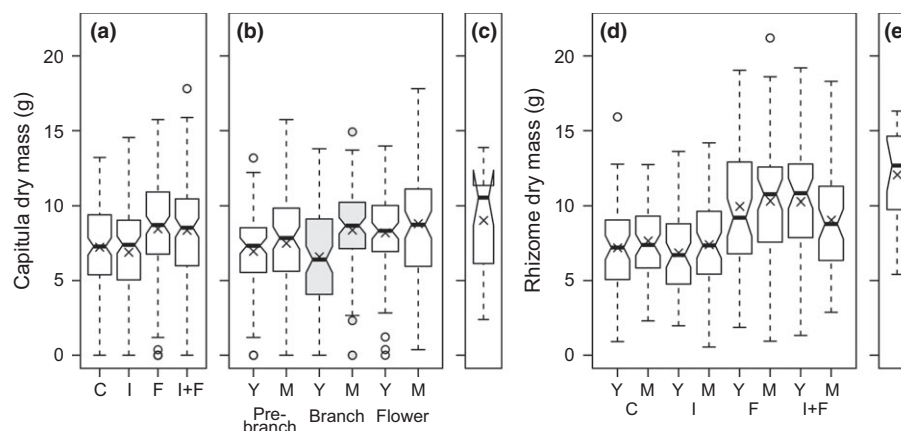 (a) (b) (c) (d) (e
Capitula dry mass (g)
20
15
10
5
0
C I F I+F
Y M Y M Y M
Pre-
branch Branch Flower
Rhizome dry mass (g)
20
15
10
5
0
Y M Y M Y M Y M
C I F I+F